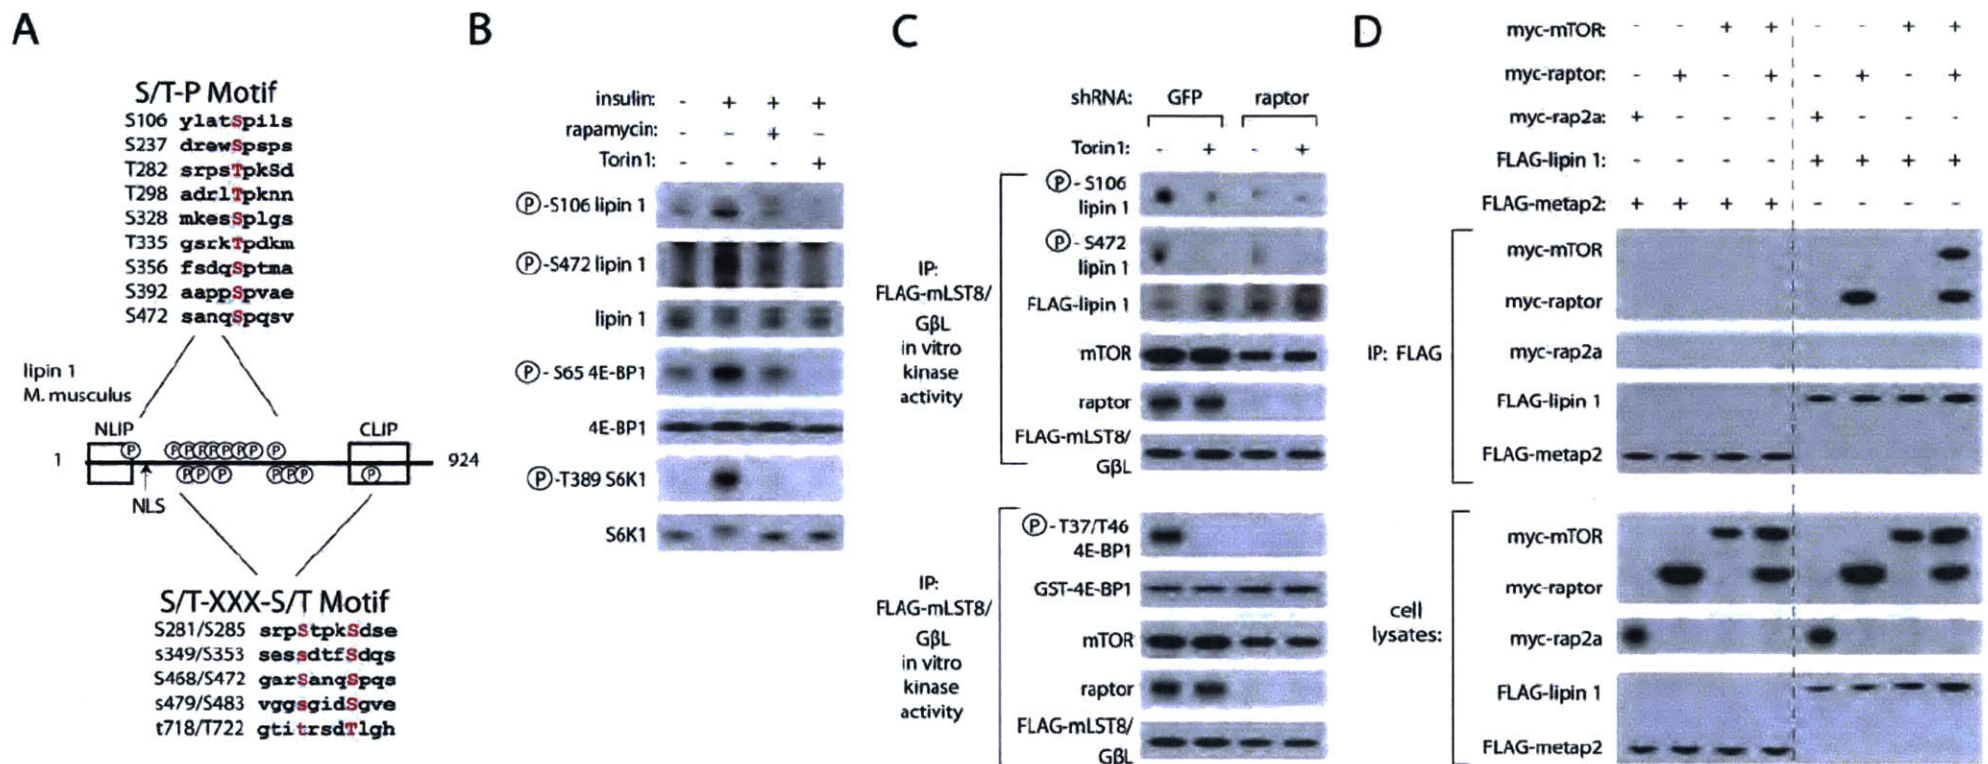 A
S/T-P Motif
S106 ylatSpils
S237 drewSpsps
T282 srpsTpkSd
T298 adrlTpknn
S328 mkesSplgs
T335 gsrkTpdkm
S356 fsdqSptma
S392 aappSpvae
S472 sanqSpqsv
lipin 1
M. musculus
NLIP
CLIP
P
P P P P P P P P
1
924
P P P P P P
P
NLS
S/T-XXX-S/T Motif
S281/S285 srpStpkSdse
s349/S353 sessdtfSdqs
S468/S472 garSanqSpqs
s479/S483 vggsgidSgve
t718/T722 gtitrsdTlgh
B
insulin: - + + +
rapamycin: - - + -
Torin1: - - - +
P-S106 lipin 1
P-S472 lipin 1
lipin 1
P- S65 4E-BP1
4E-BP1
P-T389 S6K1
S6K1
C
shRNA: GFP raptor
Torin1: - + - +
IP:
FLAG-mLST8/
GβL
in vitro
kinase
activity
P- S106
lipin 1
P- S472
lipin 1
FLAG-lipin 1
mTOR
raptor
FLAG-mLST8/
GβL
IP:
FLAG-mLST8/
GβL
in vitro
kinase
activity
P- T37/T46
4E-BP1
GST-4E-BP1
mTOR
raptor
FLAG-mLST8/
GβL
D
myc-mTOR: - - + + - - + +
myc-raptor: - + - + - + - +
myc-rap2a: + - - - + - - -
FLAG-lipin 1: - - - - + + + +
FLAG-metap2: + + + + - - - -
IP: FLAG
myc-mTOR
myc-raptor
myc-rap2a
FLAG-lipin 1
FLAG-metap2
cell
lysates:
myc-mTOR
myc-raptor
myc-rap2a
FLAG-lipin 1
FLAG-metap2